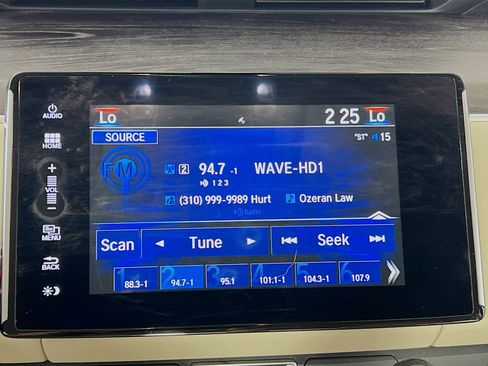 AUDIO
HOME
+
VOL
−
MENU
BACK
Lo 2 25 Lo
SOURCE "ST" 15
FM
2 94.7 -1 WAVE-HD1
1 2 3
(310) 999-9989 Hurt Ozeran Law
HD Radio
Scan Tune Seek
1 2 3 4 5 6
88.3-1 94.7-1 95.1 101.1-1 104.3-1 107.9